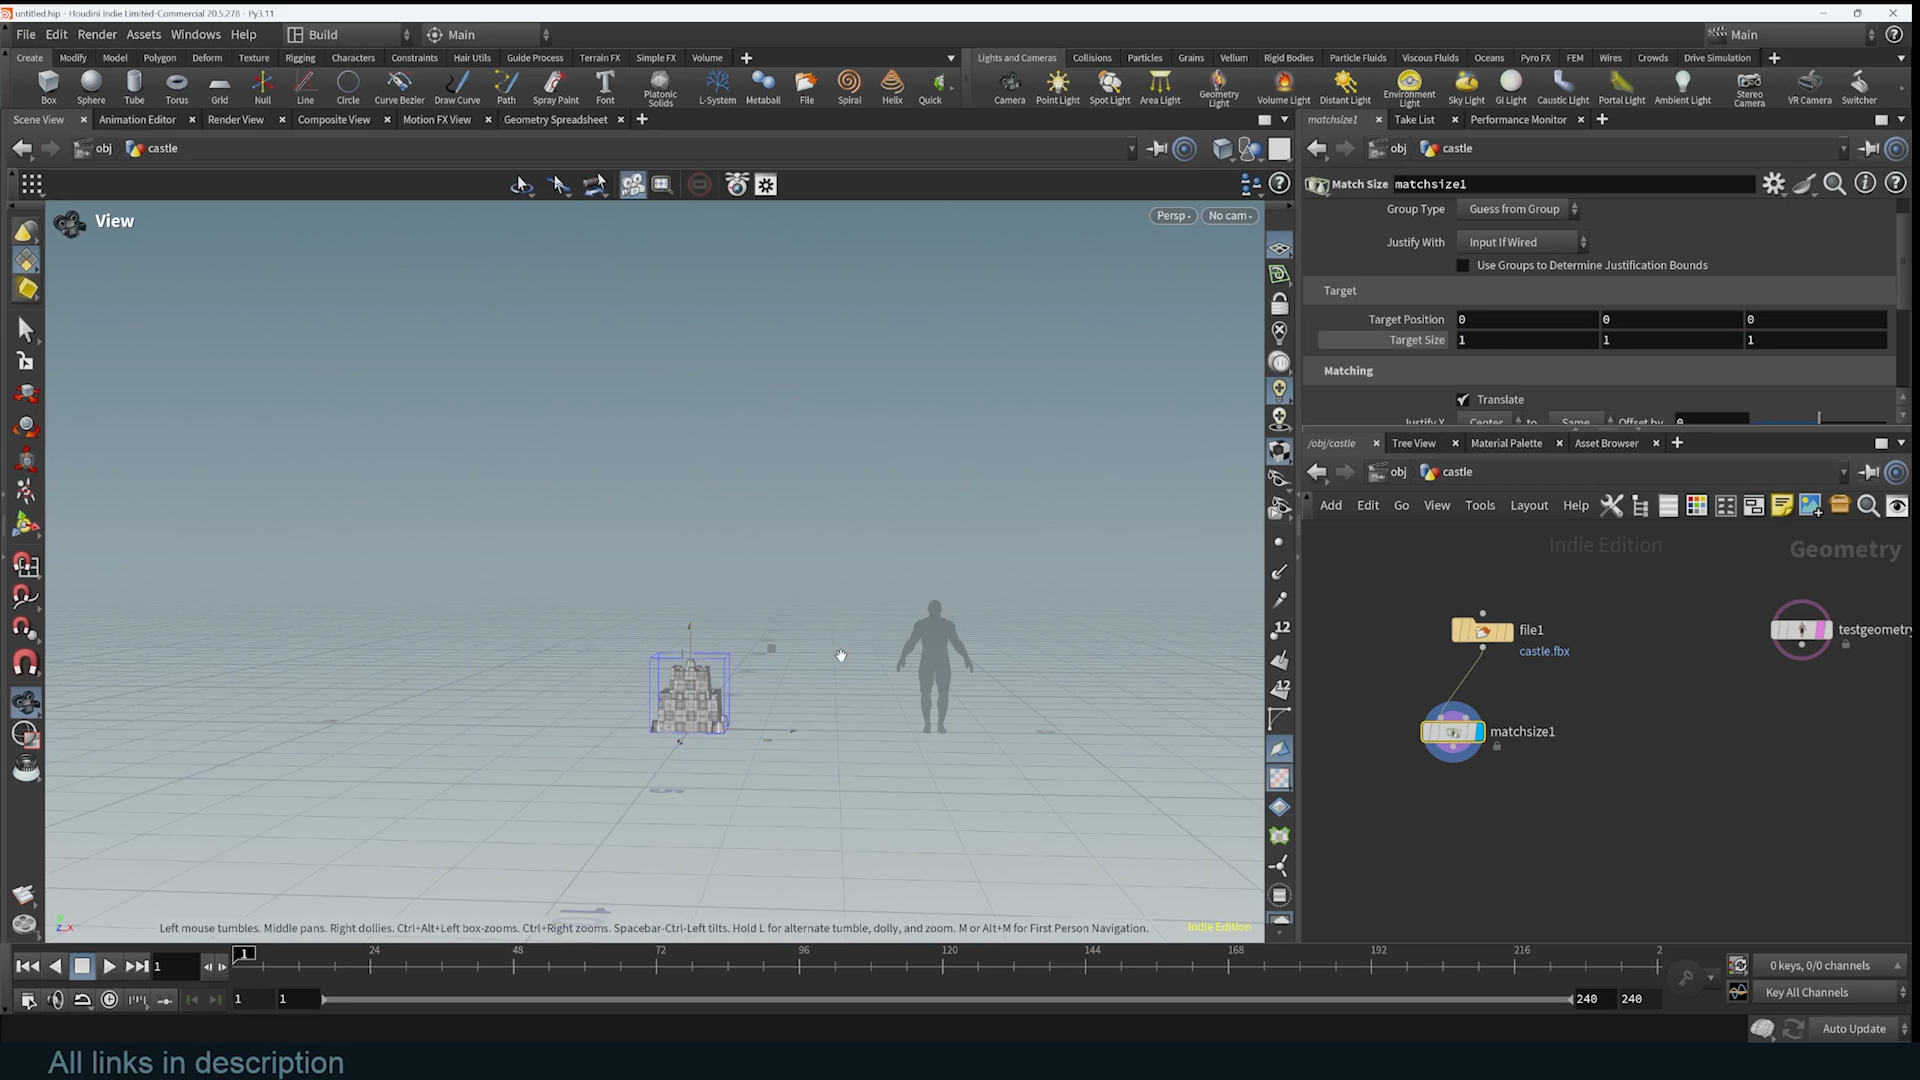 untitled.hip - Houdini Indie Limited-Commercial 20.5.278 - Py3.11
File Edit Render Assets Windows Help Build Main Main
Create Modify Model Polygon Deform Texture Rigging Characters Constraints Hair Utils Guide Process Terrain FX Simple FX Volume
Lights and Cameras Collisions Particles Grains Vellum Rigid Bodies Particle Fluids Viscous Fluids Oceans Pyro FX FEM Wires Crowds Drive Simulation
Box Sphere Tube Torus Grid Null Line Circle Curve Bezier Draw Curve Path Spray Paint Font Platonic Solids L-System Metaball File Spiral Helix Quick
Camera Point Light Spot Light Area Light Geometry Light Volume Light Distant Light Environment Light Sky Light GI Light Caustic Light Portal Light Ambient Light Stereo Camera VR Camera Switcher
Scene View Animation Editor Render View Composite View Motion FX View Geometry Spreadsheet
matchsize1 Take List Performance Monitor
obj castle
obj castle
Match Size matchsize1
View
Persp No cam
Group Type Guess from Group
Justify With Input If Wired
Use Groups to Determine Justification Bounds
Target
Target Position 0 0 0
Target Size 1 1 1
Matching
Translate
Justify X Center to Same Offset by 0
/obj/castle Tree View Material Palette Asset Browser
obj castle
Add Edit Go View Tools Layout Help
Indie Edition
Geometry
file1
castle.fbx
testgeometry
matchsize1
12
12
5
Left mouse tumbles. Middle pans. Right dollies. Ctrl+Alt+Left box-zooms. Ctrl+Right zooms. Spacebar-Ctrl-Left tilts. Hold L for alternate tumble, dolly, and zoom. M or Alt+M for First Person Navigation.
Indie Edition
z x
1 1 24 48 72 96 120 144 168 192 216 2
0 keys, 0/0 channels
1 1 240 240
Key All Channels
Auto Update
All links in description